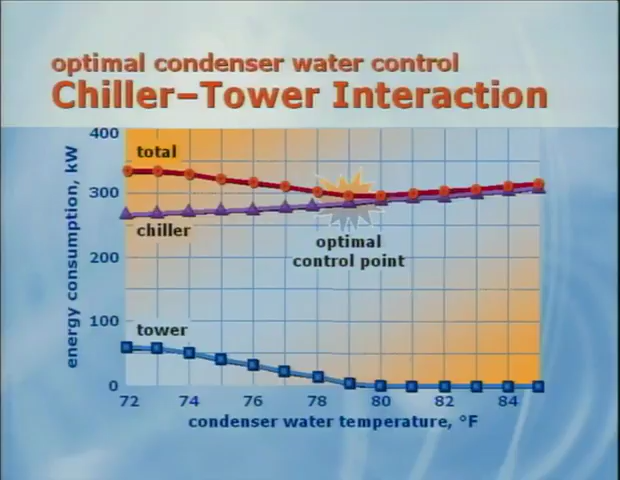 optimal condenser water control
Chiller–Tower Interaction
energy consumption, kW
400
300
200
100
0
total
chiller
optimal
control point
tower
72 74 76 78 80 82 84
condenser water temperature, °F